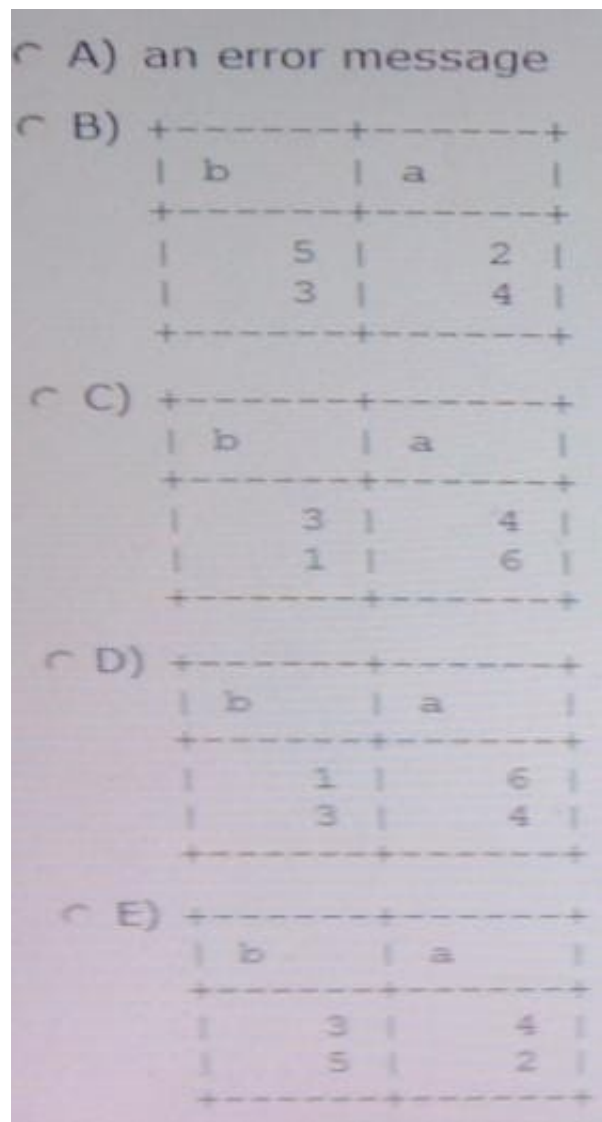 A) an error message
B) +-------+-------+
| b | a |
+-------+-------+
| 5 | 2 |
| 3 | 4 |
+-------+-------+
C) +-------+-------+
| b | a |
+-------+-------+
| 3 | 4 |
| 1 | 6 |
+-------+-------+
D) +-------+-------+
| b | a |
+-------+-------+
| 1 | 6 |
| 3 | 4 |
+-------+-------+
E) +-------+-------+
| b | a |
+-------+-------+
| 3 | 4 |
| 5 | 2 |
+-------+-------+